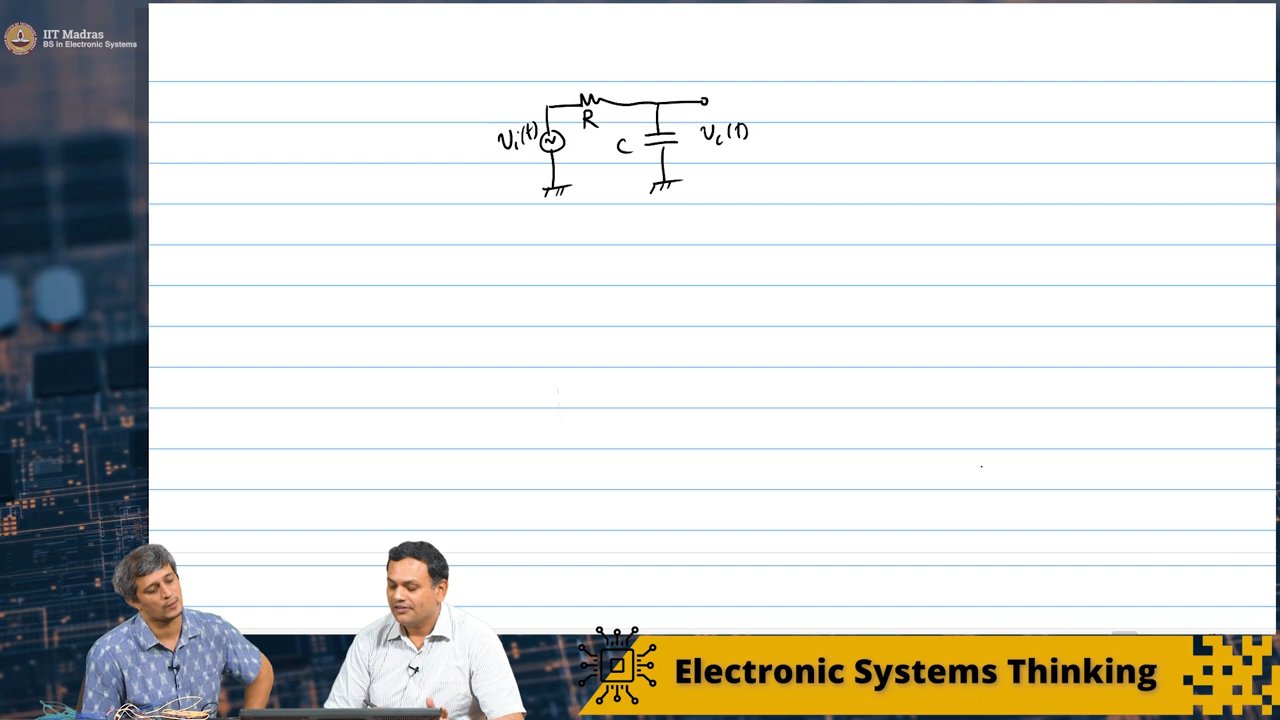 IIT Madras
BS in Electronic Systems
R
Vi(t)
C
Vc(t)
Electronic Systems Thinking